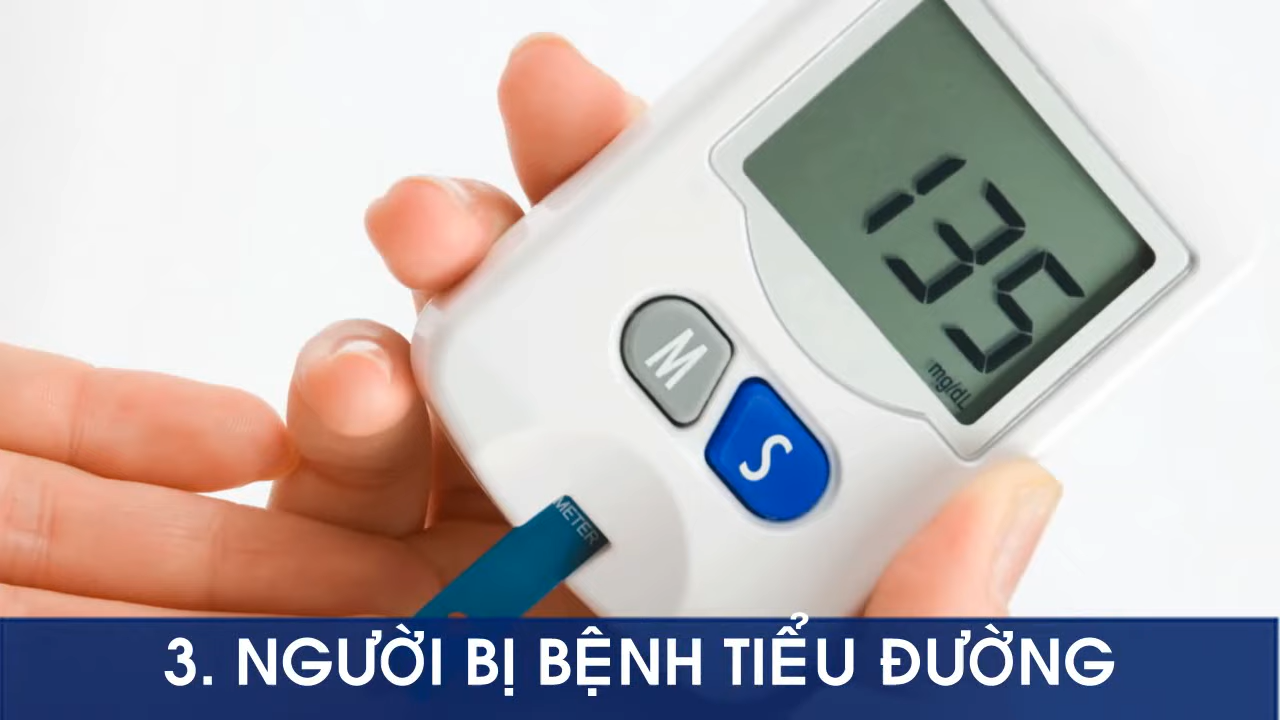 135
mg/dL
M
S
METER
3. NGƯỜI BỊ BỆNH TIỂU ĐƯỜNG